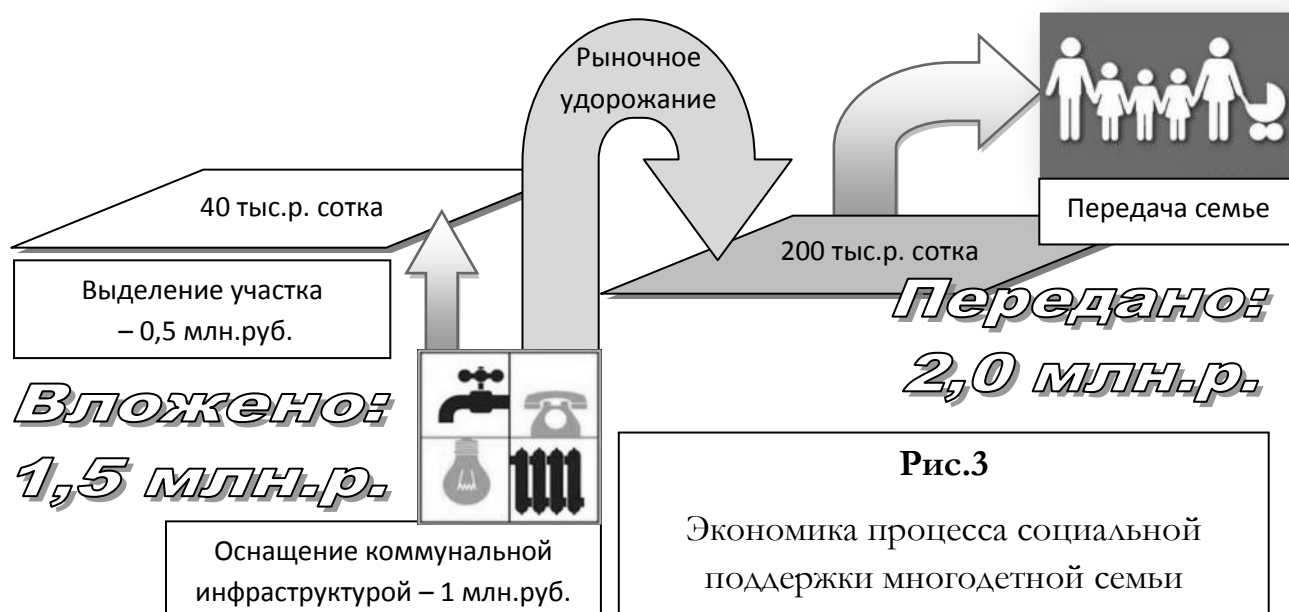 Рыночное
удорожание
40 тыс.р. сотка
Выделение участка
– 0,5 млн.руб.
Вложено:
1,5 млн.р.
Оснащение коммунальной
инфраструктурой – 1 млн.руб.
200 тыс.р. сотка
Передача семье
Передано:
2,0 млн.р.
Рис.3
Экономика процесса социальной
поддержки многодетной семьи